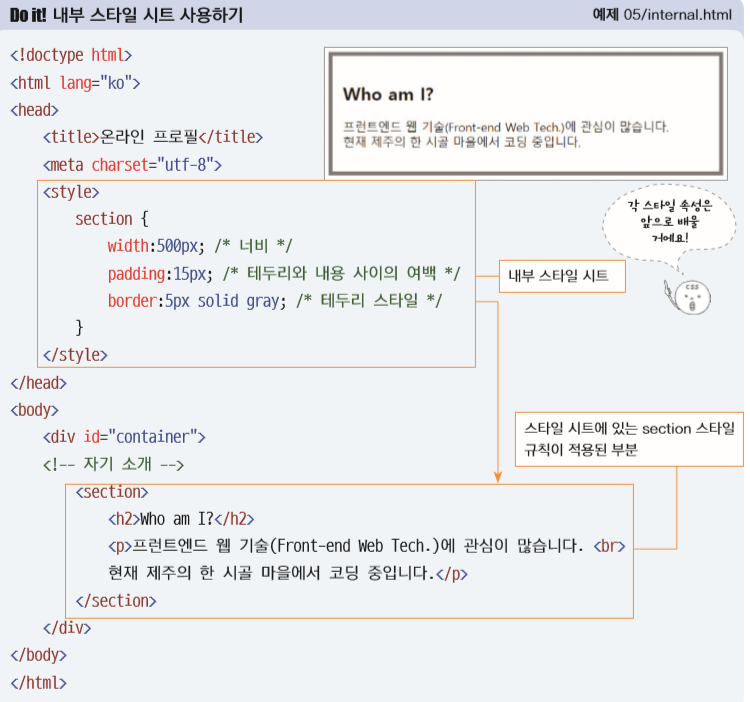 Do it! 내부 스타일 시트 사용하기
예제 05/internal.html
<!doctype html>
<html lang="ko">
<head>
<title>온라인 프로필</title>
<meta charset="utf-8">
<style>
section {
width:500px; /* 너비 */
padding:15px; /* 테두리와 내용 사이의 여백 */
border:5px solid gray; /* 테두리 스타일 */
}
</style>
</head>
<body>
<div id="container">
<!-- 자기 소개 -->
<section>
<h2>Who am I?</h2>
<p>프런트엔드 웹 기술(Front-end Web Tech.)에 관심이 많습니다. <br>
현재 제주의 한 시골 마을에서 코딩 중입니다.</p>
</section>
</div>
</body>
</html>
Who am I?
프런트엔드 웹 기술(Front-end Web Tech.)에 관심이 많습니다.
현재 제주의 한 시골 마을에서 코딩 중입니다.
각 스타일 속성은
앞으로 배울
거예요!
CSS
내부 스타일 시트
스타일 시트에 있는 section 스타일
규칙이 적용된 부분